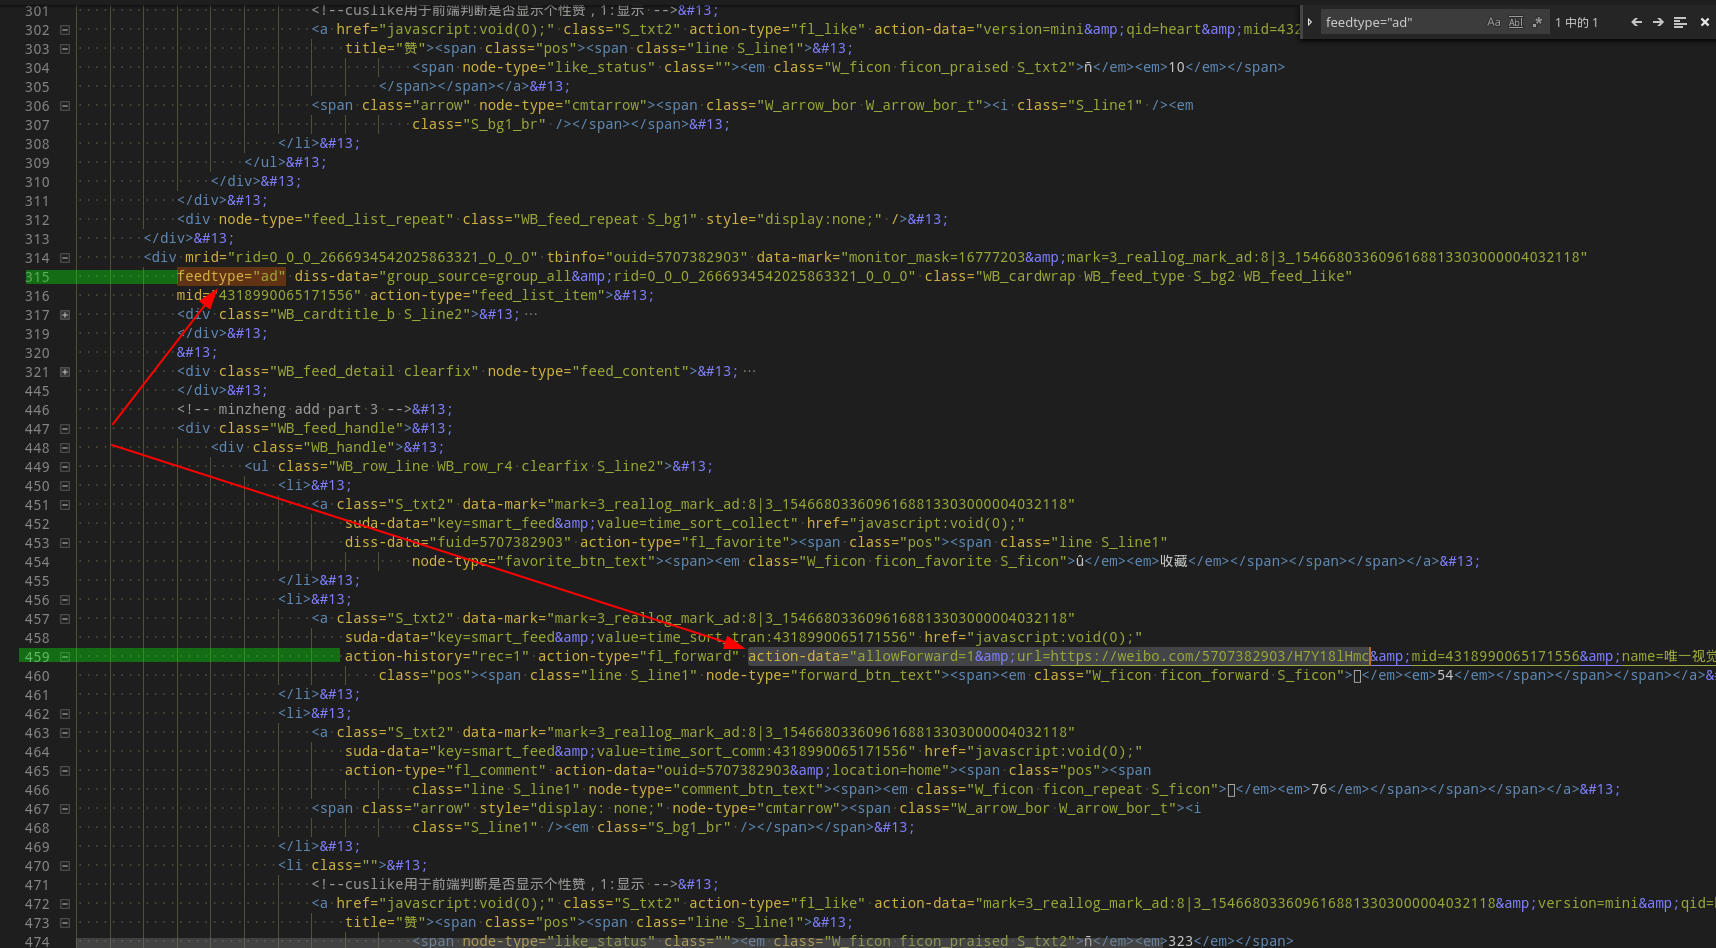 301 <!--cuslike用于前端判断是否显示个性赞，1:显示 -->&#13;
302 <a href="javascript:void(0);" class="S_txt2" action-type="fl_like" action-data="version=mini&amp;qid=heart&amp;mid=432
303 title="赞"><span class="pos"><span class="line S_line1">&#13;
304 <span node-type="like_status" class=""><em class="W_ficon ficon_praised S_txt2">ñ</em><em>10</em></span>
305 </span></span></a>&#13;
306 <span class="arrow" node-type="cmtarrow"><span class="W_arrow_bor W_arrow_bor_t"><i class="S_line1" /><em
307 class="S_bg1_br" /></span></span>&#13;
308 </li>&#13;
309 </ul>&#13;
310 </div>&#13;
311 </div>&#13;
312 <div node-type="feed_list_repeat" class="WB_feed_repeat S_bg1" style="display:none;" />&#13;
313 </div>&#13;
314 <div mrid="rid=0_0_0_2666934542025863321_0_0_0" tbinfo="ouid=5707382903" data-mark="monitor_mask=16777203&amp;mark=3_reallog_mark_ad:8|3_15466803360961688133030000040​32118"
315 feedtype="ad" diss-data="group_source=group_all&amp;rid=0_0_0_2666934542025863321_0_0_0" class="WB_cardwrap WB_feed_type S_bg2 WB_feed_like"
316 mid="4318990065171556" action-type="feed_list_item">&#13;
317 <div class="WB_cardtitle_b S_line2">&#13; ...
319 </div>&#13;
320 &#13;
321 <div class="WB_feed_detail clearfix" node-type="feed_content">&#13; ...
445 </div>&#13;
446 <!-- minzheng add part 3 -->&#13;
447 <div class="WB_feed_handle">&#13;
448 <div class="WB_handle">&#13;
449 <ul class="WB_row_line WB_row_r4 clearfix S_line2">&#13;
450 <li>&#13;
451 <a class="S_txt2" data-mark="mark=3_reallog_mark_ad:8|3_1546680336096168813303000004032118"
452 suda-data="key=smart_feed&amp;value=time_sort_collect" href="javascript:void(0);"
453 diss-data="fuid=5707382903" action-type="fl_favorite"><span class="pos"><span class="line S_line1"
454 node-type="favorite_btn_text"><span><em class="W_ficon ficon_favorite S_ficon">û</em><em>收藏</em></span></span></span></a>&#13;
455 </li>&#13;
456 <li>&#13;
457 <a class="S_txt2" data-mark="mark=3_reallog_mark_ad:8|3_1546680336096168813303000004032118"
458 suda-data="key=smart_feed&amp;value=time_sort_tran:4318990065171556" href="javascript:void(0);"
459 action-history="rec=1" action-type="fl_forward" action-data="allowForward=1&amp;url=https://weibo.com/5707382903/H7Y18lHmc&amp;mid=4318990065171556&amp;name=唯一视觉
460 class="pos"><span class="line S_line1" node-type="forward_btn_text"><span><em class="W_ficon ficon_forward S_ficon"></em><em>54</em></span></span></span></a>&
461 </li>&#13;
462 <li>&#13;
463 <a class="S_txt2" data-mark="mark=3_reallog_mark_ad:8|3_1546680336096168813303000004032118"
464 suda-data="key=smart_feed&amp;value=time_sort_comm:4318990065171556" href="javascript:void(0);"
465 action-type="fl_comment" action-data="ouid=5707382903&amp;location=home"><span class="pos"><span
466 class="line S_line1" node-type="comment_btn_text"><span><em class="W_ficon ficon_repeat S_ficon"></em><em>76</em></span></span></span></a>&#13;
467 <span class="arrow" style="display: none;" node-type="cmtarrow"><span class="W_arrow_bor W_arrow_bor_t"><i
468 class="S_line1" /><em class="S_bg1_br" /></span></span>&#13;
469 </li>&#13;
470 <li class="">&#13;
471 <!--cuslike用于前端判断是否显示个性赞，1:显示 -->&#13;
472 <a href="javascript:void(0);" class="S_txt2" action-type="fl_like" action-data="mark=3_reallog_mark_ad:8|3_1546680336096168813303000004032118&amp;version=mini&amp;qid=
473 title="赞"><span class="pos"><span class="line S_line1">&#13;
474 <span node-type="like_status" class=""><em class="W_ficon ficon_praised S_txt2">ñ</em><em>323</em></span>
feedtype="ad" Aa Abl .* 1 中的 1